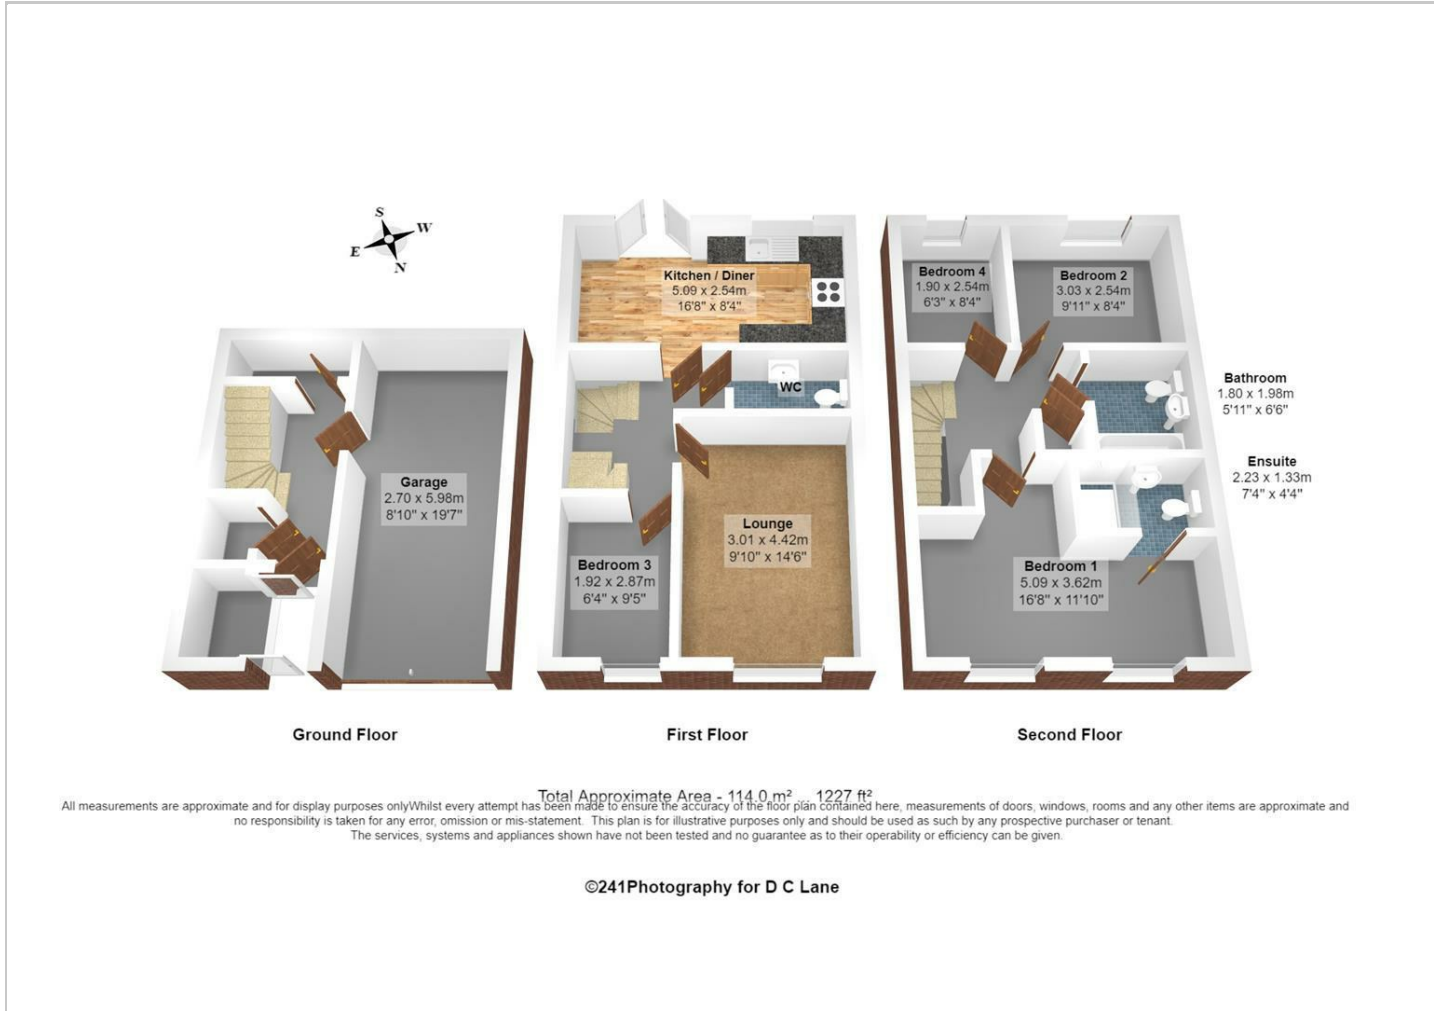 S
W
E
N
Kitchen / Diner
5.09 x 2.54m
16'8" x 8'4"
Bedroom 4
1.90 x 2.54m
6'3" x 8'4"
Bedroom 2
3.03 x 2.54m
9'11" x 8'4"
WC
Bathroom
1.80 x 1.98m
5'11" x 6'6"
Garage
2.70 x 5.98m
8'10" x 19'7"
Ensuite
2.23 x 1.33m
7'4" x 4'4"
Lounge
3.01 x 4.42m
9'10" x 14'6"
Bedroom 3
1.92 x 2.87m
6'4" x 9'5"
Bedroom 1
5.09 x 3.62m
16'8" x 11'10"
Ground Floor
First Floor
Second Floor
Total Approximate Area - 114.0 m² ... 1227 ft²
All measurements are approximate and for display purposes onlyWhilst every attempt has been made to ensure the accuracy of the floor plan contained here, measurements of doors, windows, rooms and any other items are approximate and
no responsibility is taken for any error, omission or mis-statement. This plan is for illustrative purposes only and should be used as such by any prospective purchaser or tenant.
The services, systems and appliances shown have not been tested and no guarantee as to their operability or efficiency can be given.
©241Photography for D C Lane